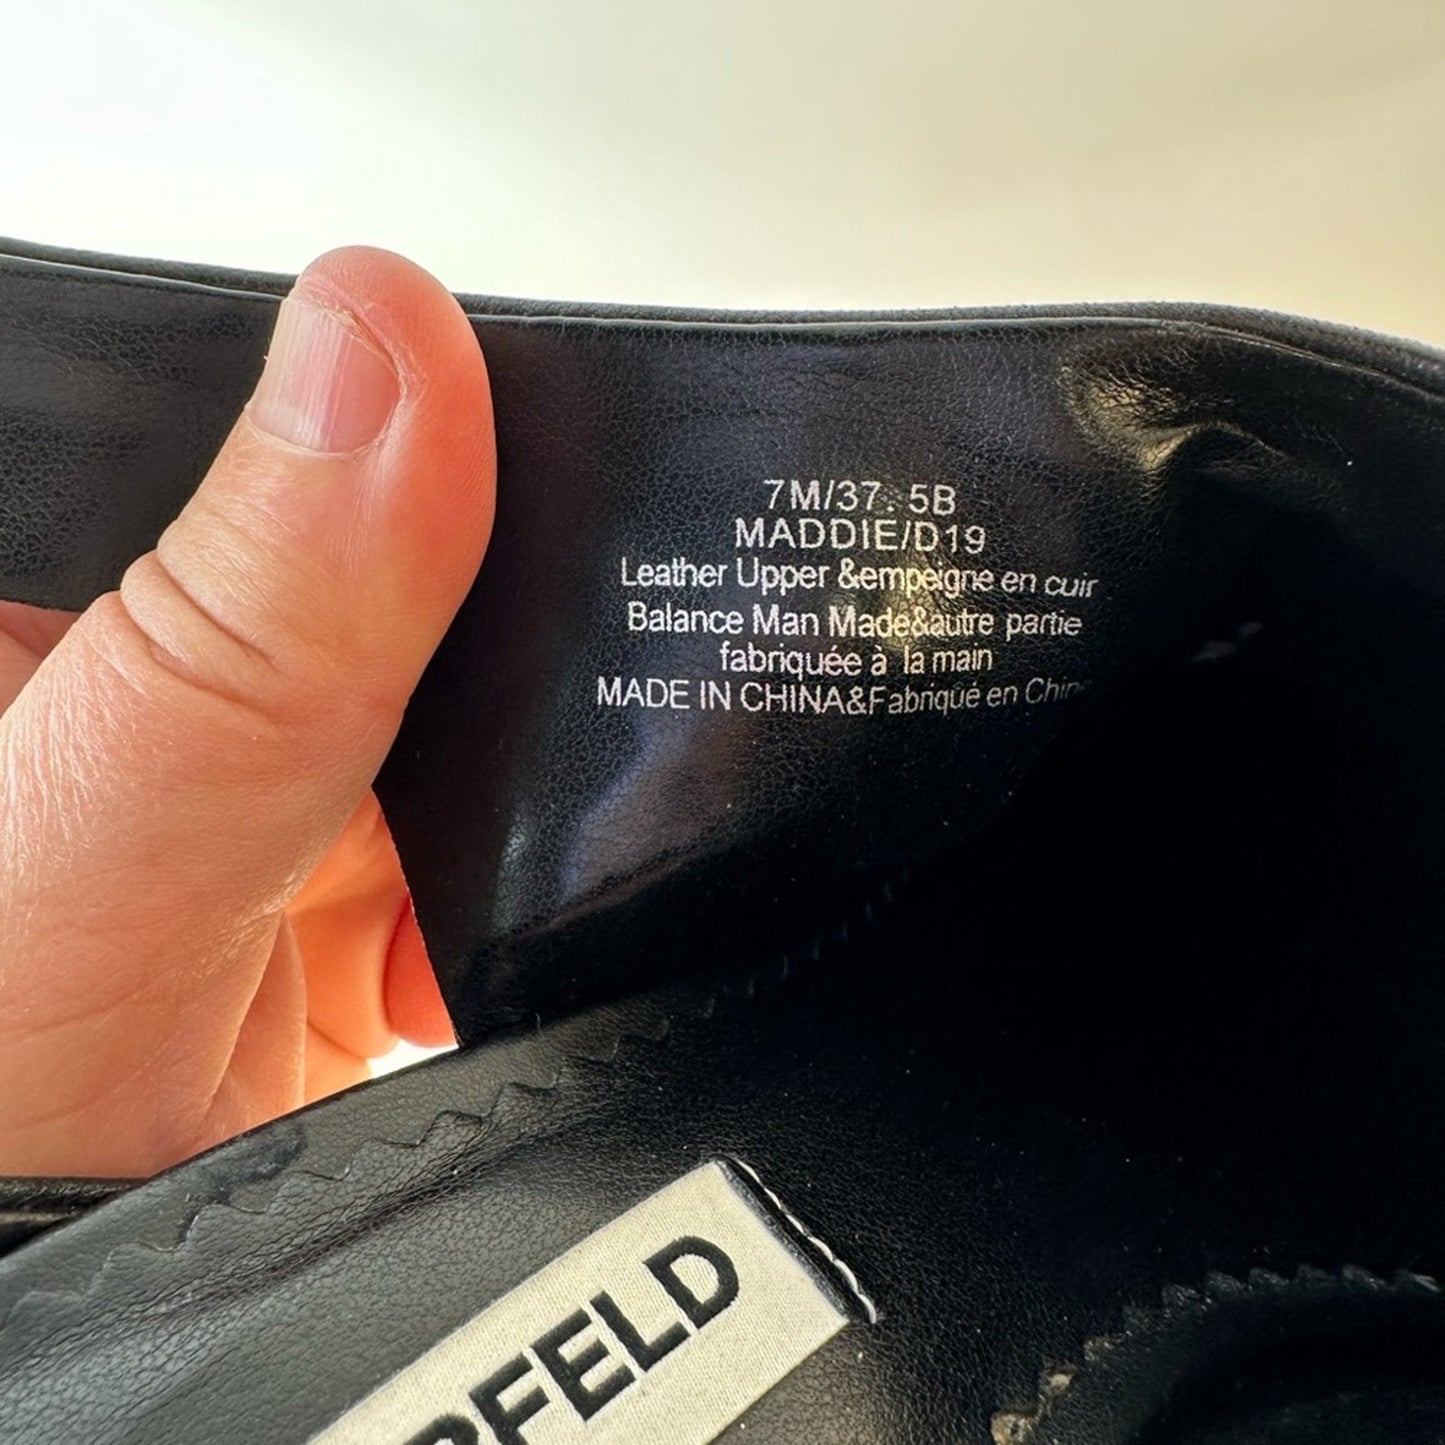 7M/37.5B
MADDIE/D19
Leather Upper &empeigne en cuir
Balance Man Made&autre partie
fabriquée à la main
MADE IN CHINA&Fabriqué en Chine
RFELD